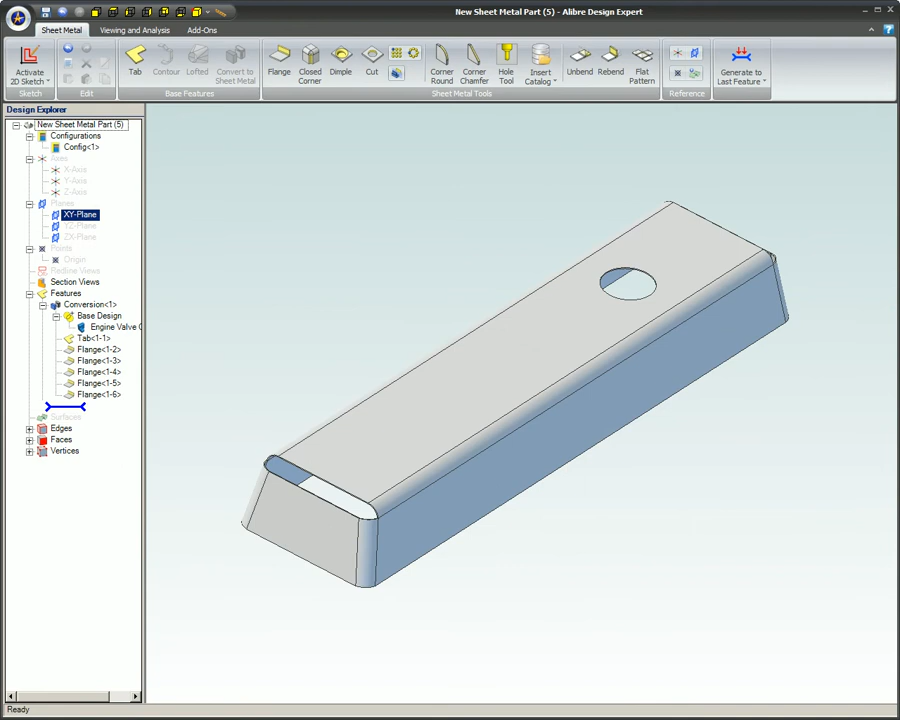 New Sheet Metal Part (5) - Alibre Design Expert
Sheet Metal
Viewing and Analysis
Add-Ons
Activate
2D Sketch
Sketch
Edit
Tab
Contour
Lofted
Convert to
Sheet Metal
Base Features
Flange
Closed
Corner
Dimple
Cut
Corner
Round
Corner
Chamfer
Hole
Tool
Insert
Catalog
Unbend
Rebend
Flat
Pattern
Sheet Metal Tools
Reference
Generate to
Last Feature
Design Explorer
New Sheet Metal Part (5)
Configurations
Config<1>
Axes
X-Axis
Y-Axis
Z-Axis
Planes
XY-Plane
YZ-Plane
ZX-Plane
Points
Origin
Redline Views
Section Views
Features
Conversion<1>
Base Design
Engine Valve
Tab<1-1>
Flange<1-2>
Flange<1-3>
Flange<1-4>
Flange<1-5>
Flange<1-6>
Surfaces
Edges
Faces
Vertices
Ready